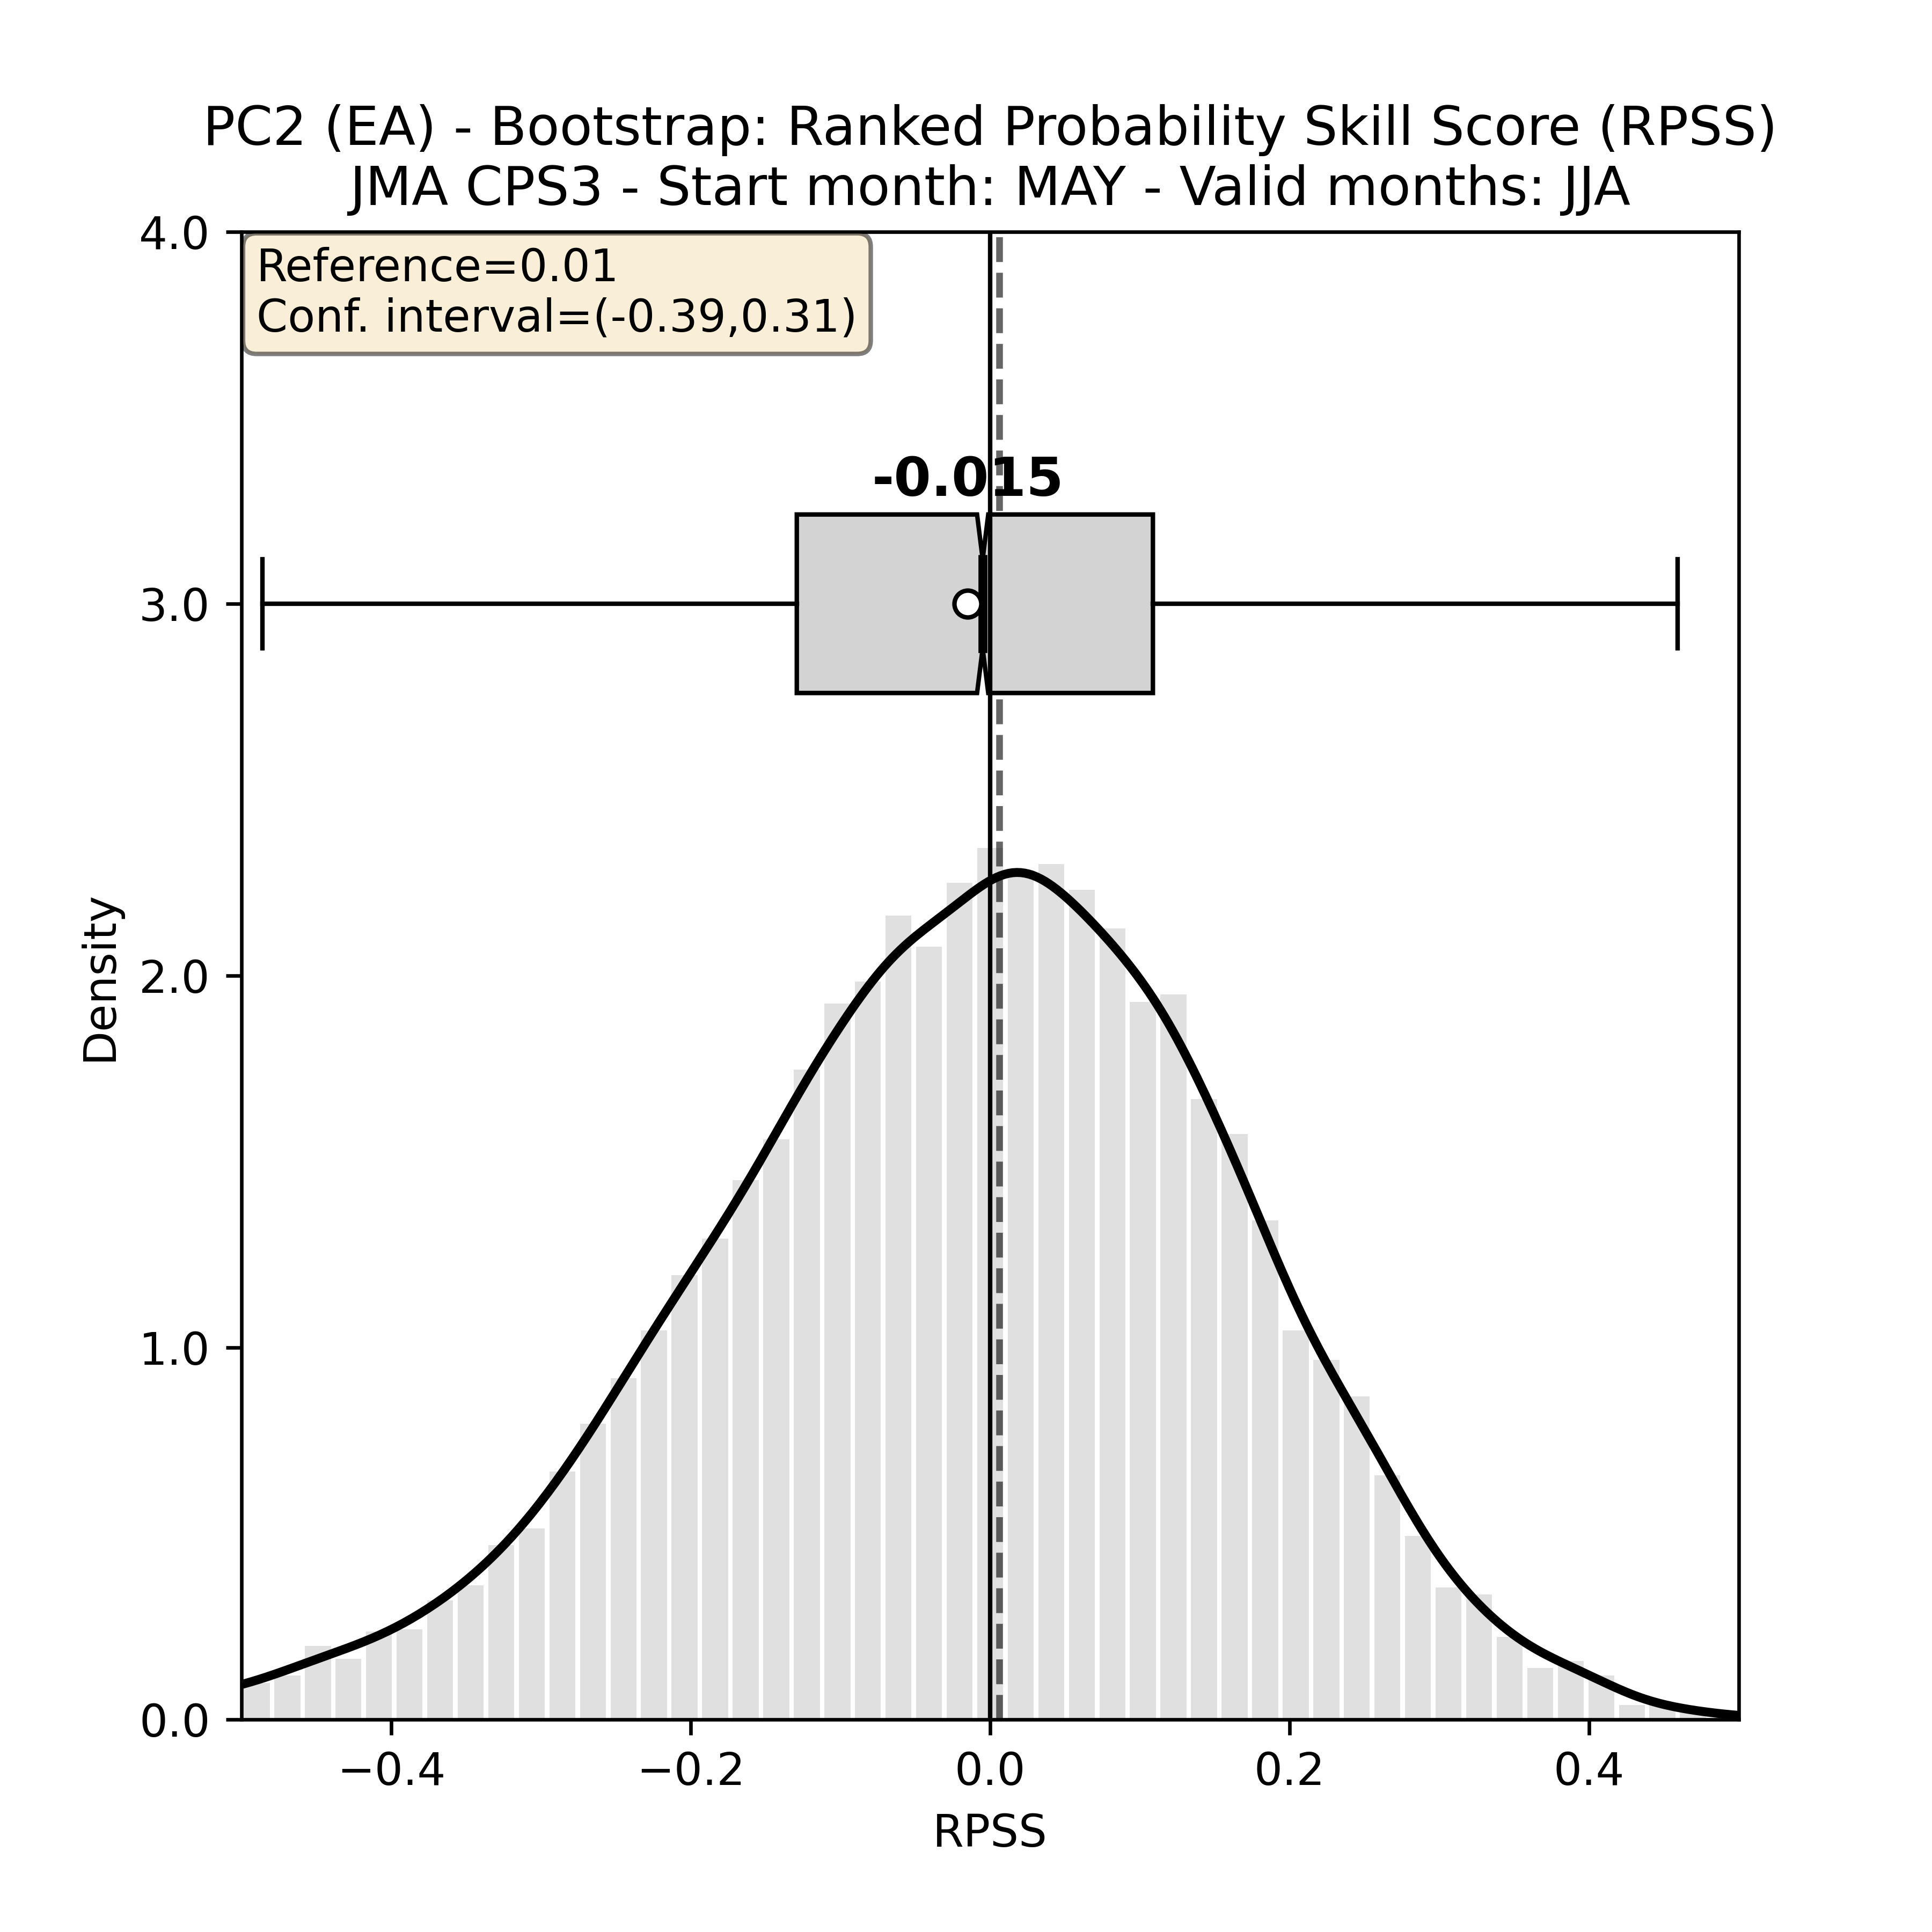 PC2 (EA) - Bootstrap: Ranked Probability Skill Score (RPSS)
JMA CPS3 - Start month: MAY - Valid months: JJA
Reference=0.01
Conf. interval=(-0.39,0.31)
-0.015
4.0
3.0
2.0
1.0
0.0
Density
−0.4
−0.2
0.0
0.2
0.4
RPSS